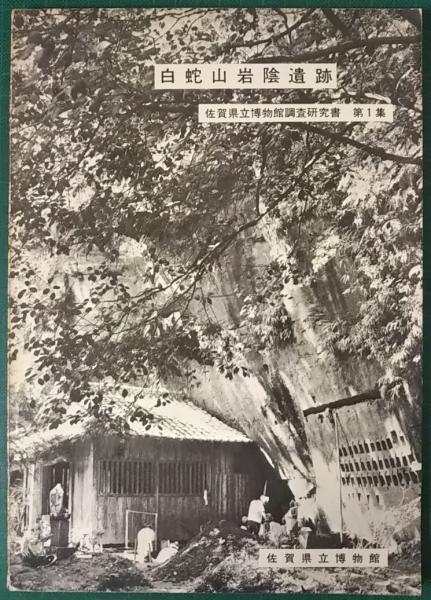 白蛇山岩陰遺跡
佐賀県立博物館調査研究書　第1集
佐賀県立博物館